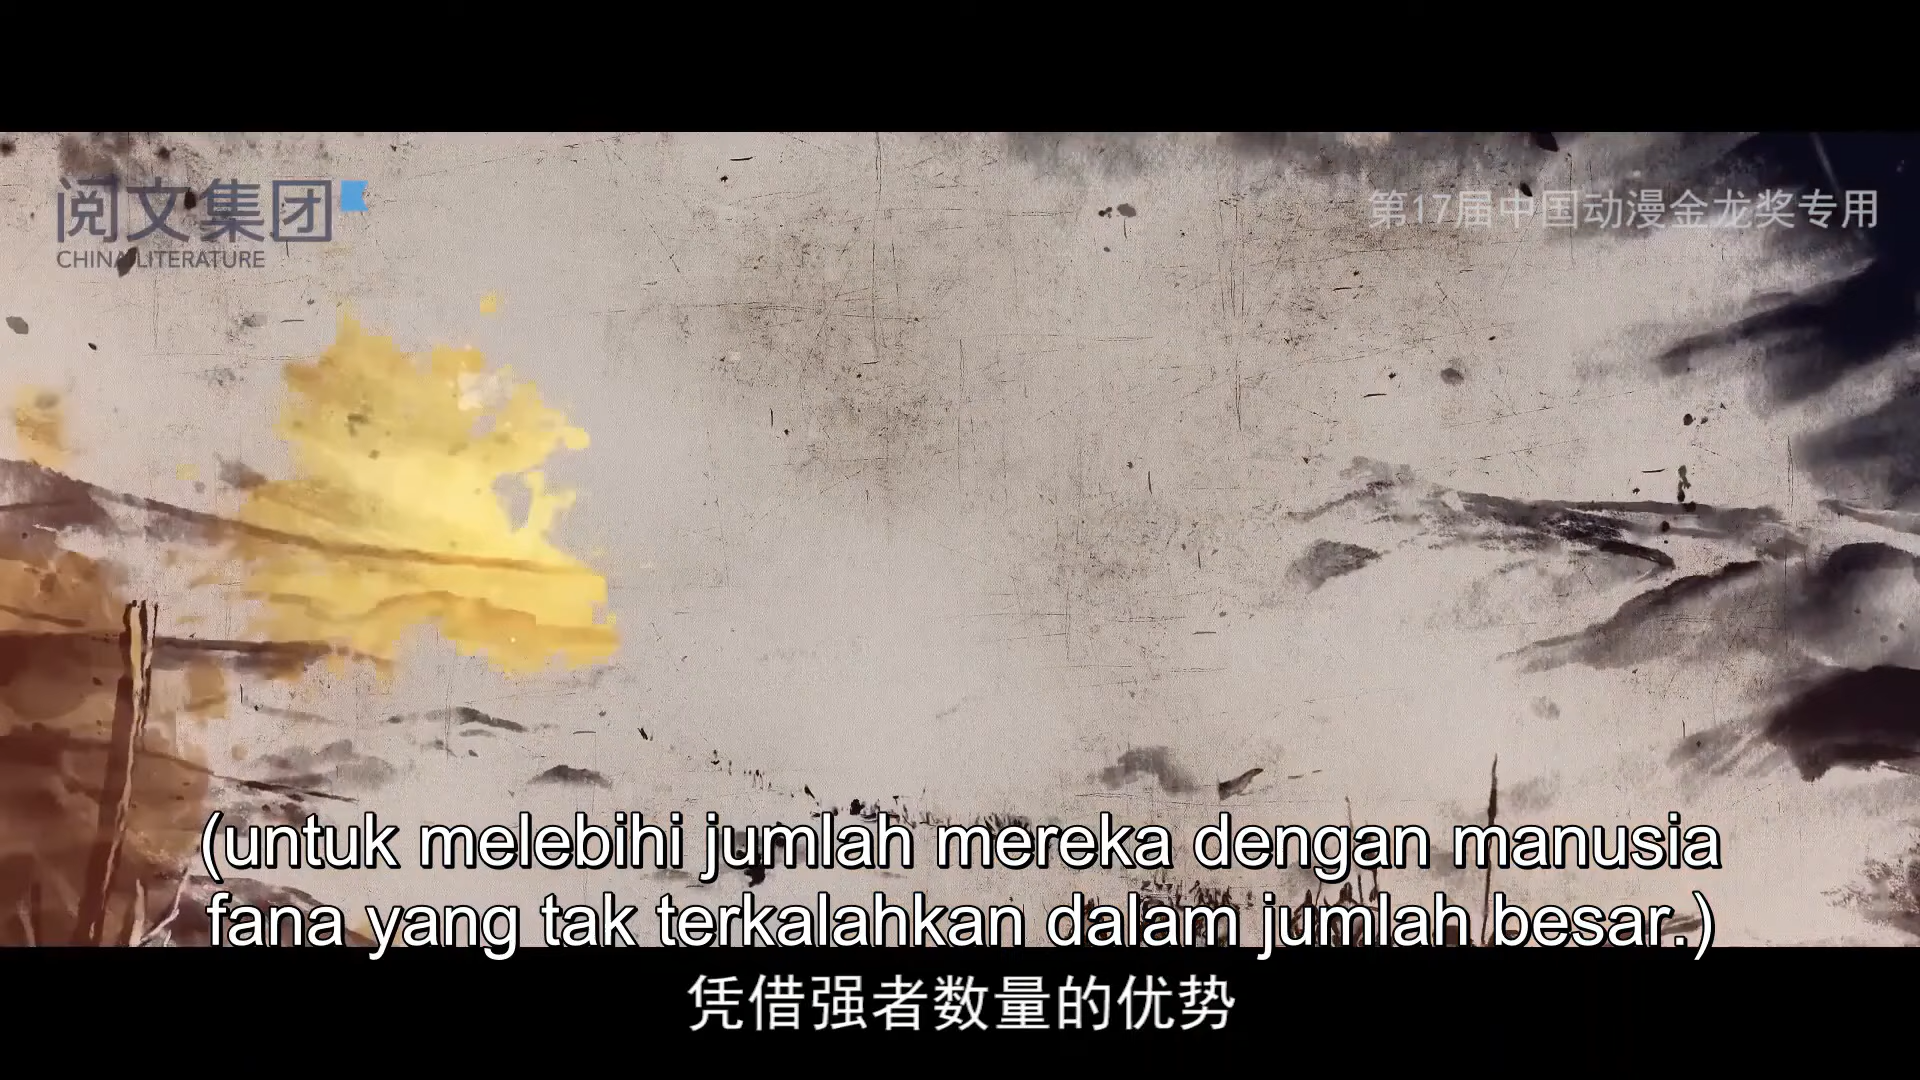 阅文集团
CHINA LITERATURE
第17届中国动漫金龙奖专用
(untuk melebihi jumlah mereka dengan manusia
fana yang tak terkalahkan dalam jumlah besar.)
凭借强者数量的优势